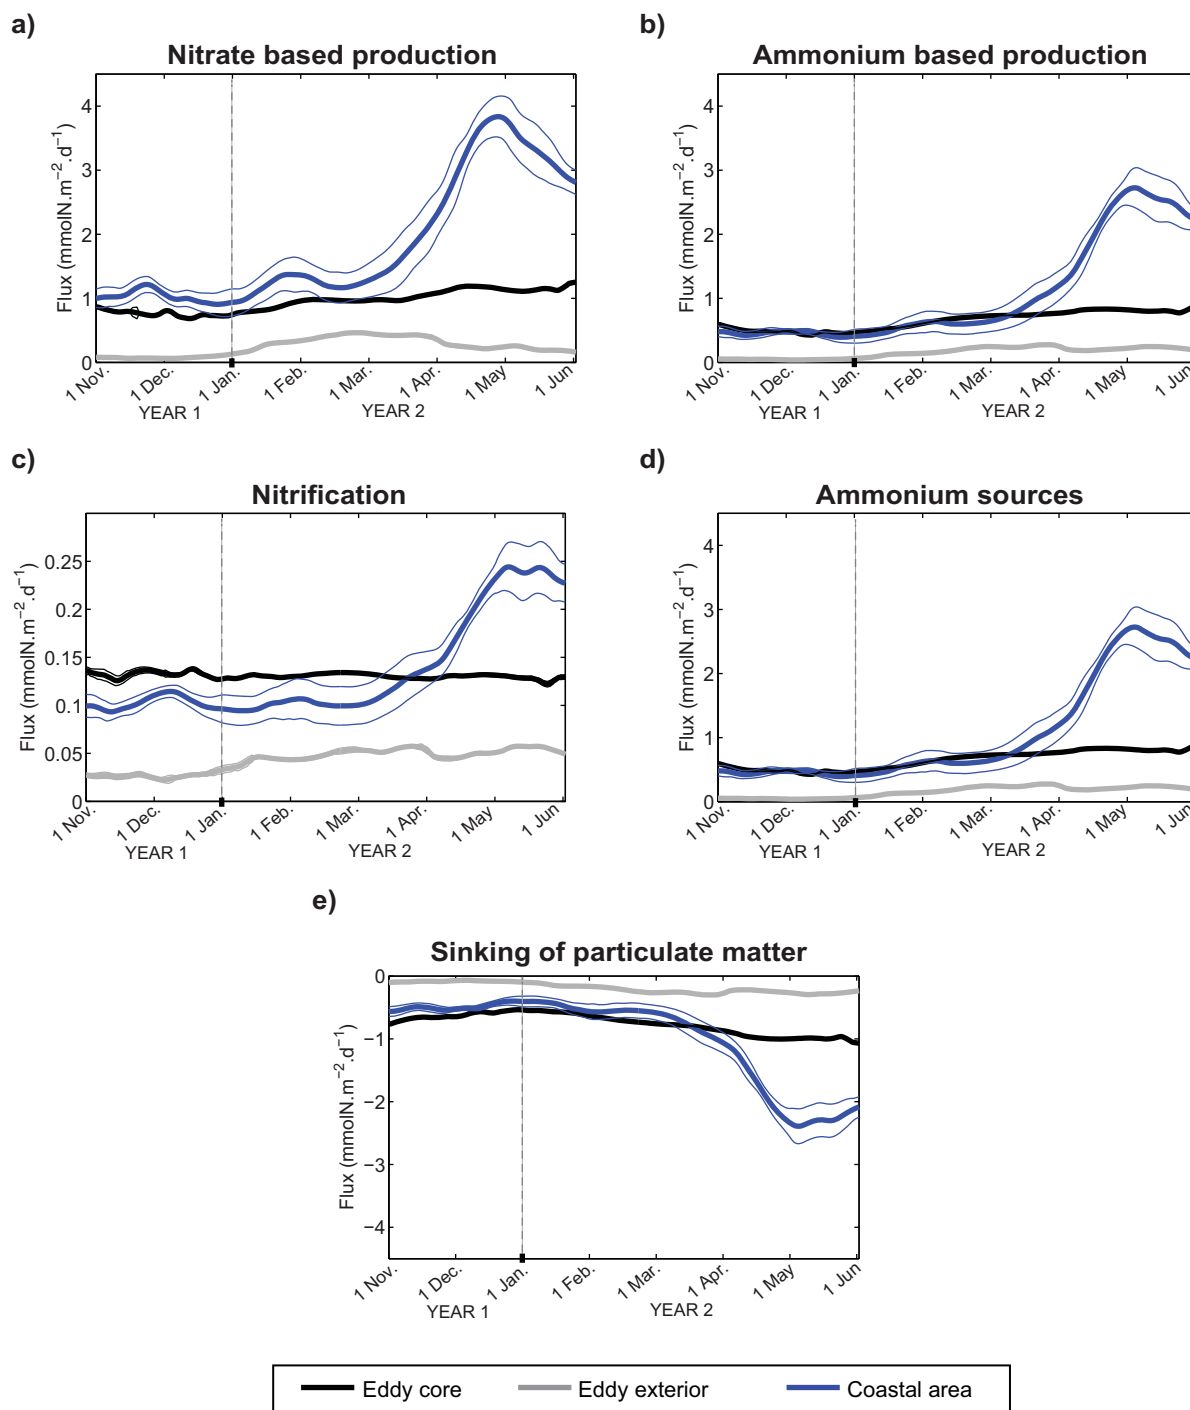 a)
Nitrate based production
Flux (mmolN.m⁻².d⁻¹)
4
3
2
1
0
1 Nov.
1 Dec.
1 Jan.
1 Feb.
1 Mar.
1 Apr.
1 May
1 Jun
YEAR 1
YEAR 2
b)
Ammonium based production
Flux (mmolN.m⁻².d⁻¹)
4
3
2
1
0
1 Nov.
1 Dec.
1 Jan.
1 Feb.
1 Mar.
1 Apr.
1 May
1 Jun
YEAR 1
YEAR 2
c)
Nitrification
Flux (mmolN.m⁻².d⁻¹)
0.25
0.2
0.15
0.1
0.05
0
1 Nov.
1 Dec.
1 Jan.
1 Feb.
1 Mar.
1 Apr.
1 May
1 Jun
YEAR 1
YEAR 2
d)
Ammonium sources
Flux (mmolN.m⁻².d⁻¹)
4
3
2
1
0
1 Nov.
1 Dec.
1 Jan.
1 Feb.
1 Mar.
1 Apr.
1 May
1 Jun
YEAR 1
YEAR 2
e)
Sinking of particulate matter
Flux (mmolN.m⁻².d⁻¹)
0
−1
−2
−3
−4
1 Nov.
1 Dec.
1 Jan.
1 Feb.
1 Mar.
1 Apr.
1 May
1 Jun
YEAR 1
YEAR 2
Eddy core
Eddy exterior
Coastal area